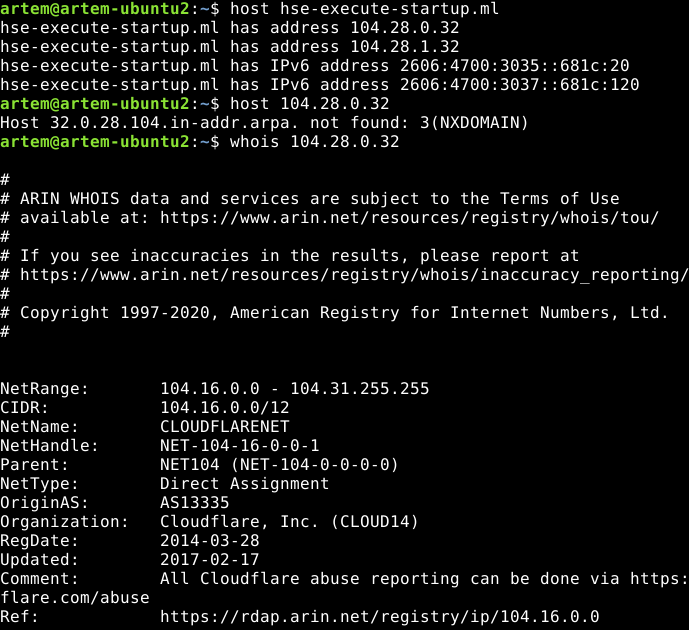 artem@artem-ubuntu2:~$ host hse-execute-startup.ml
hse-execute-startup.ml has address 104.28.0.32
hse-execute-startup.ml has address 104.28.1.32
hse-execute-startup.ml has IPv6 address 2606:4700:3035::681c:20
hse-execute-startup.ml has IPv6 address 2606:4700:3037::681c:120
artem@artem-ubuntu2:~$ host 104.28.0.32
Host 32.0.28.104.in-addr.arpa. not found: 3(NXDOMAIN)
artem@artem-ubuntu2:~$ whois 104.28.0.32
#
# ARIN WHOIS data and services are subject to the Terms of Use
# available at: https://www.arin.net/resources/registry/whois/tou/
#
# If you see inaccuracies in the results, please report at
# https://www.arin.net/resources/registry/whois/inaccuracy_reporting/
#
# Copyright 1997-2020, American Registry for Internet Numbers, Ltd.
#
NetRange:       104.16.0.0 - 104.31.255.255
CIDR:           104.16.0.0/12
NetName:        CLOUDFLARENET
NetHandle:      NET-104-16-0-0-1
Parent:         NET104 (NET-104-0-0-0-0)
NetType:        Direct Assignment
OriginAS:       AS13335
Organization:   Cloudflare, Inc. (CLOUD14)
RegDate:        2014-03-28
Updated:        2017-02-17
Comment:        All Cloudflare abuse reporting can be done via https:
flare.com/abuse
Ref:            https://rdap.arin.net/registry/ip/104.16.0.0